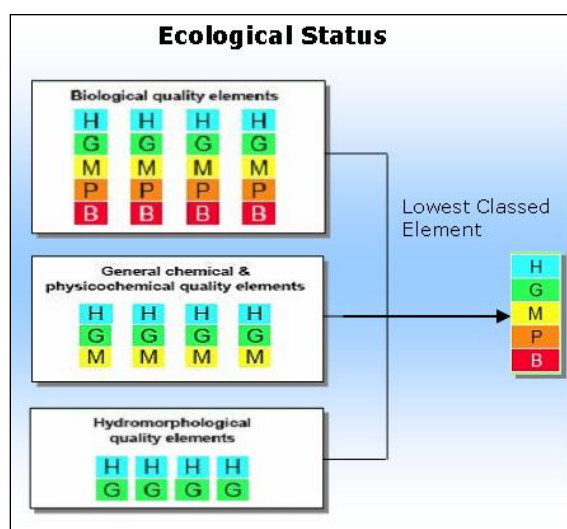 Ecological Status
Biological quality elements
H H H H
G G G G
M M M M
P P P P
B B B B
General chemical &
physicochemical quality elements
H H H H
G G G G
M M M M
Hydromorphological
quality elements
H H H H
G G G G
Lowest Classed
Element
H
G
M
P
B